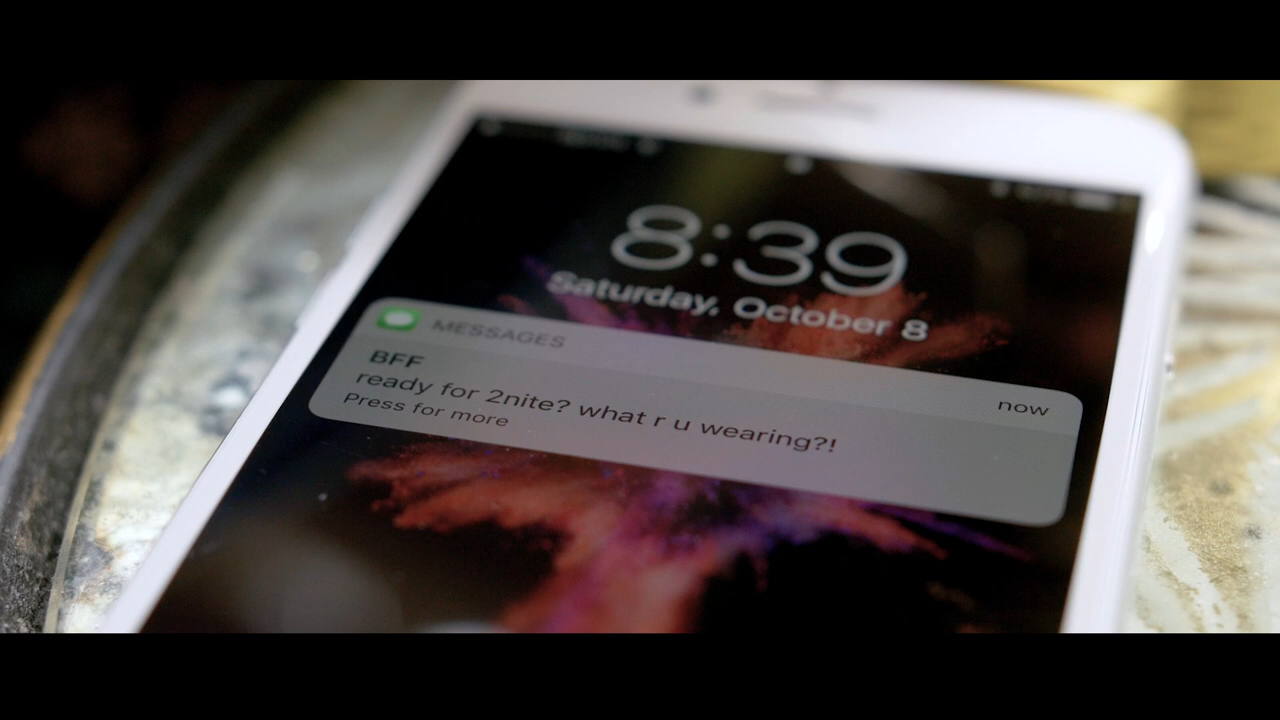 8:39
Saturday, October 8
MESSAGES
now
BFF
ready for 2nite? what r u wearing?!
Press for more